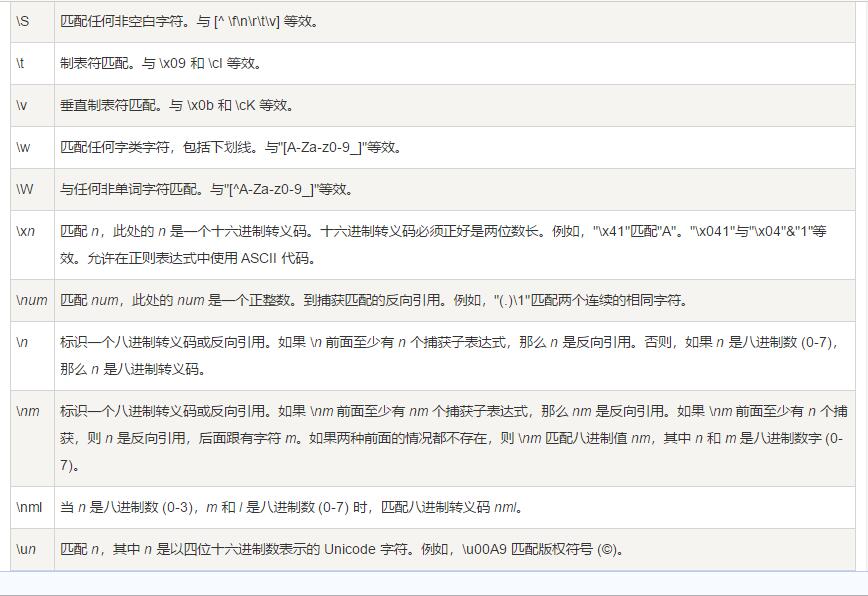 \S 匹配任何非空白字符。与 [^ \f\n\r\t\v] 等效。
\t 制表符匹配。与 \x09 和 \cI 等效。
\v 垂直制表符匹配。与 \x0b 和 \cK 等效。
\w 匹配任何字类字符，包括下划线。与"[A-Za-z0-9_]"等效。
\W 与任何非单词字符匹配。与"[^A-Za-z0-9_]"等效。
\xn 匹配 n，此处的 n 是一个十六进制转义码。十六进制转义码必须正好是两位数长。例如，"\x41"匹配"A"。"\x041"与"\x04"&"1"等
效。允许在正则表达式中使用 ASCII 代码。
\num 匹配 num，此处的 num 是一个正整数。到捕获匹配的反向引用。例如，"(.)\1"匹配两个连续的相同字符。
\n 标识一个八进制转义码或反向引用。如果 \n 前面至少有 n 个捕获子表达式，那么 n 是反向引用。否则，如果 n 是八进制数 (0-7)，
那么 n 是八进制转义码。
\nm 标识一个八进制转义码或反向引用。如果 \nm 前面至少有 nm 个捕获子表达式，那么 nm 是反向引用。如果 \nm 前面至少有 n 个捕
获，则 n 是反向引用，后面跟有字符 m。如果两种前面的情况都不存在，则 \nm 匹配八进制值 nm，其中 n 和 m 是八进制数字 (0-
7)。
\nml 当 n 是八进制数 (0-3)，m 和 l 是八进制数 (0-7) 时，匹配八进制转义码 nml。
\un 匹配 n，其中 n 是以四位十六进制数表示的 Unicode 字符。例如，\u00A9 匹配版权符号 (©)。